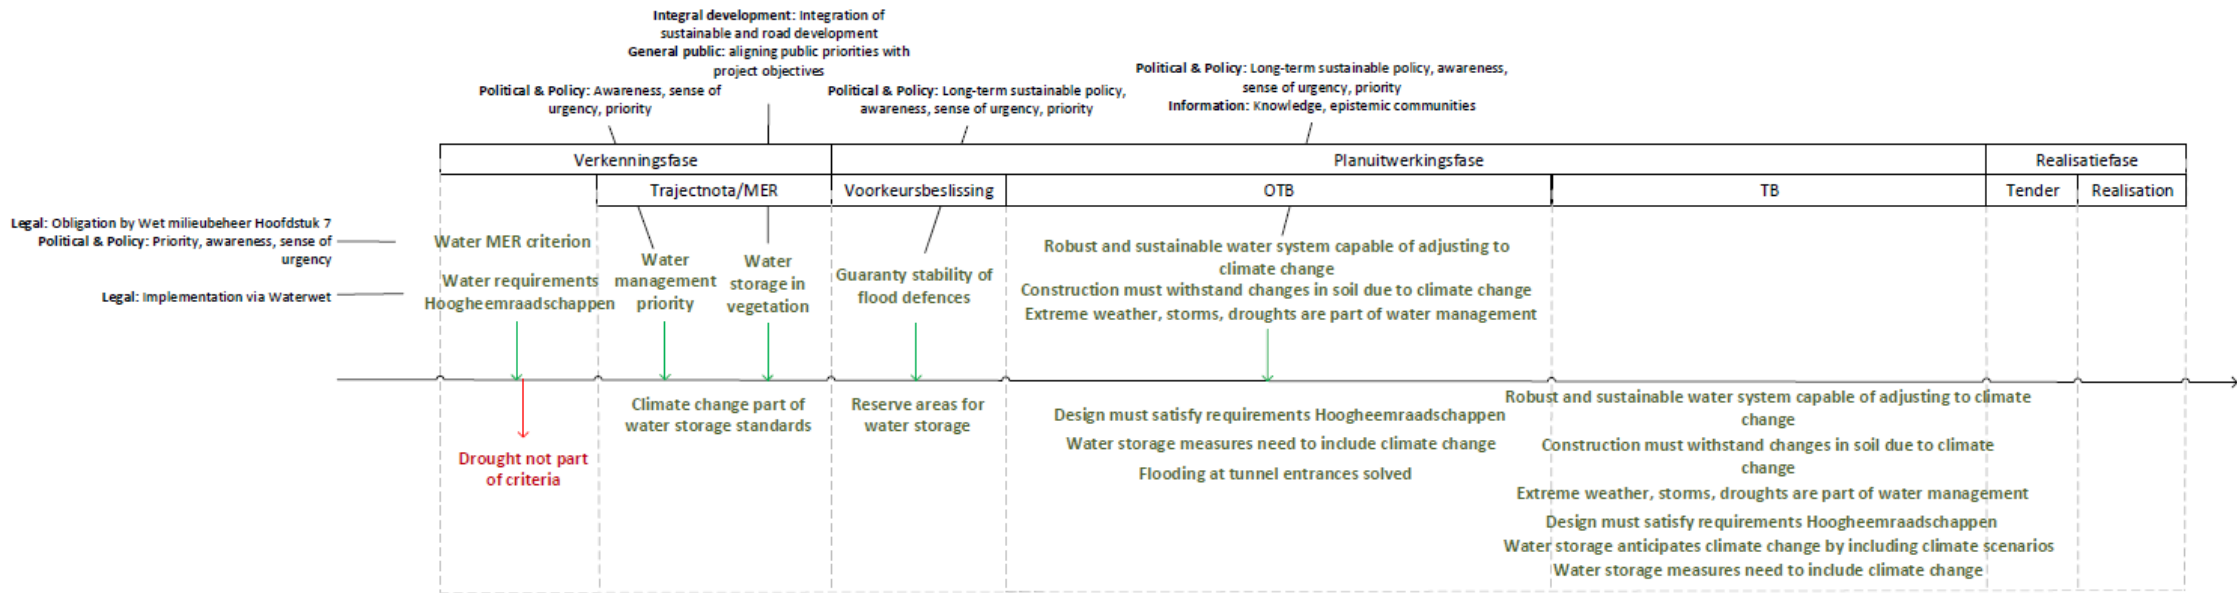 Integral development: Integration of
sustainable and road development
General public: aligning public priorities with
project objectives
Political & Policy: Awareness, sense of
urgency, priority
Political & Policy: Long-term sustainable policy,
awareness, sense of urgency, priority
Political & Policy: Long-term sustainable policy, awareness,
sense of urgency, priority
Information: Knowledge, epistemic communities
Verkenningsfase
Planuitwerkingsfase
Realisatiefase
Trajectnota/MER
Voorkeursbeslissing
OTB
TB
Tender
Realisation
Legal: Obligation by Wet milieubeheer Hoofdstuk 7
Political & Policy: Priority, awareness, sense of
urgency
Legal: Implementation via Waterwet
Water MER criterion
Water requirements
Hoogheemraadschappen
Water
management
priority
Water
storage in
vegetation
Guaranty stability of
flood defences
Robust and sustainable water system capable of adjusting to
climate change
Construction must withstand changes in soil due to climate change
Extreme weather, storms, droughts are part of water management
Drought not part
of criteria
Climate change part of
water storage standards
Reserve areas for
water storage
Design must satisfy requirements Hoogheemraadschappen
Water storage measures need to include climate change
Flooding at tunnel entrances solved
Robust and sustainable water system capable of adjusting to climate
change
Construction must withstand changes in soil due to climate
change
Extreme weather, storms, droughts are part of water management
Design must satisfy requirements Hoogheemraadschappen
Water storage anticipates climate change by including climate scenarios
Water storage measures need to include climate change